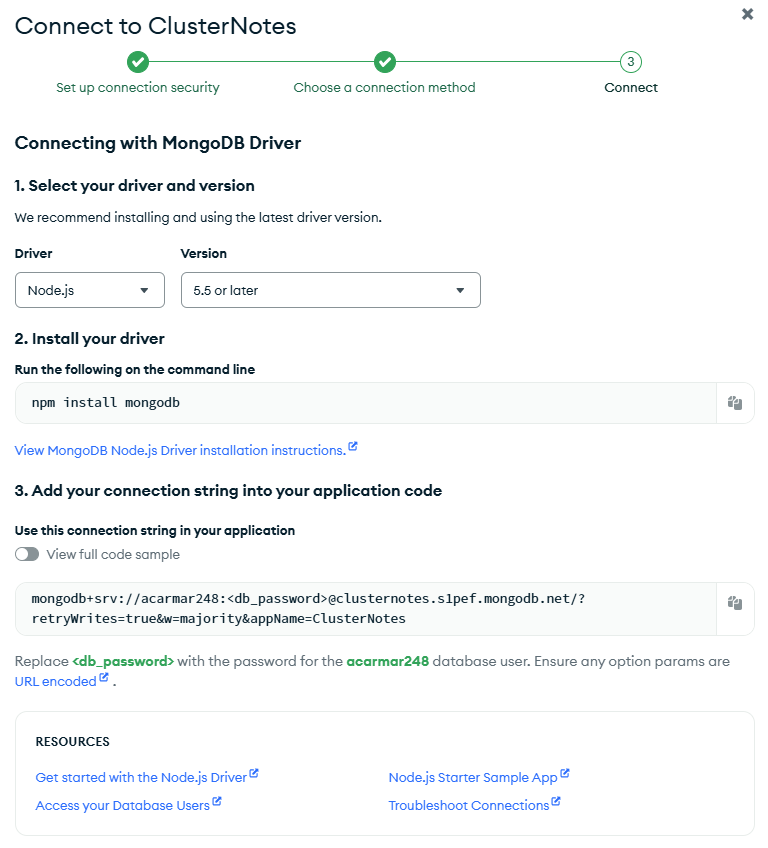 Connect to ClusterNotes
Set up connection security
Choose a connection method
3
Connect
Connecting with MongoDB Driver
1. Select your driver and version
We recommend installing and using the latest driver version.
Driver
Version
Node.js
5.5 or later
2. Install your driver
Run the following on the command line
npm install mongodb
View MongoDB Node.js Driver installation instructions.
3. Add your connection string into your application code
Use this connection string in your application
View full code sample
mongodb+srv://acarmar248:<db_password>@clusternotes.s1pef.mongodb.net/?
retryWrites=true&w=majority&appName=ClusterNotes
Replace <db_password> with the password for the acarmar248 database user. Ensure any option params are
URL encoded .
RESOURCES
Get started with the Node.js Driver
Node.js Starter Sample App
Access your Database Users
Troubleshoot Connections